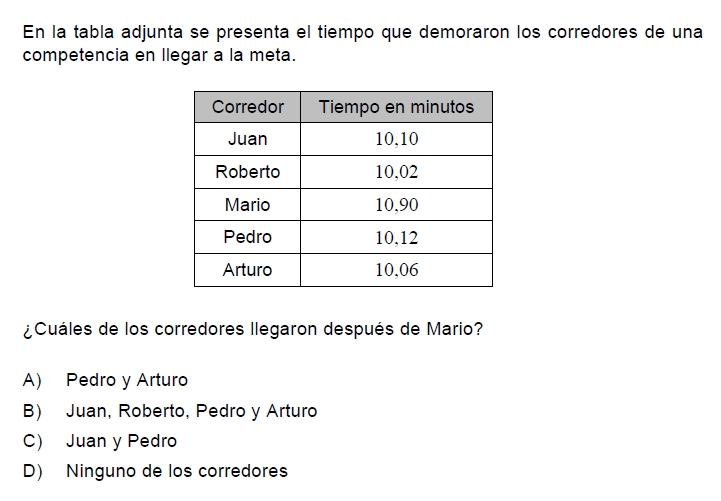 En la tabla adjunta se presenta el tiempo que demoraron los corredores de una
competencia en llegar a la meta.
Corredor Tiempo en minutos
Juan 10,10
Roberto 10,02
Mario 10,90
Pedro 10,12
Arturo 10,06
¿Cuáles de los corredores llegaron después de Mario?
A) Pedro y Arturo
B) Juan, Roberto, Pedro y Arturo
C) Juan y Pedro
D) Ninguno de los corredores